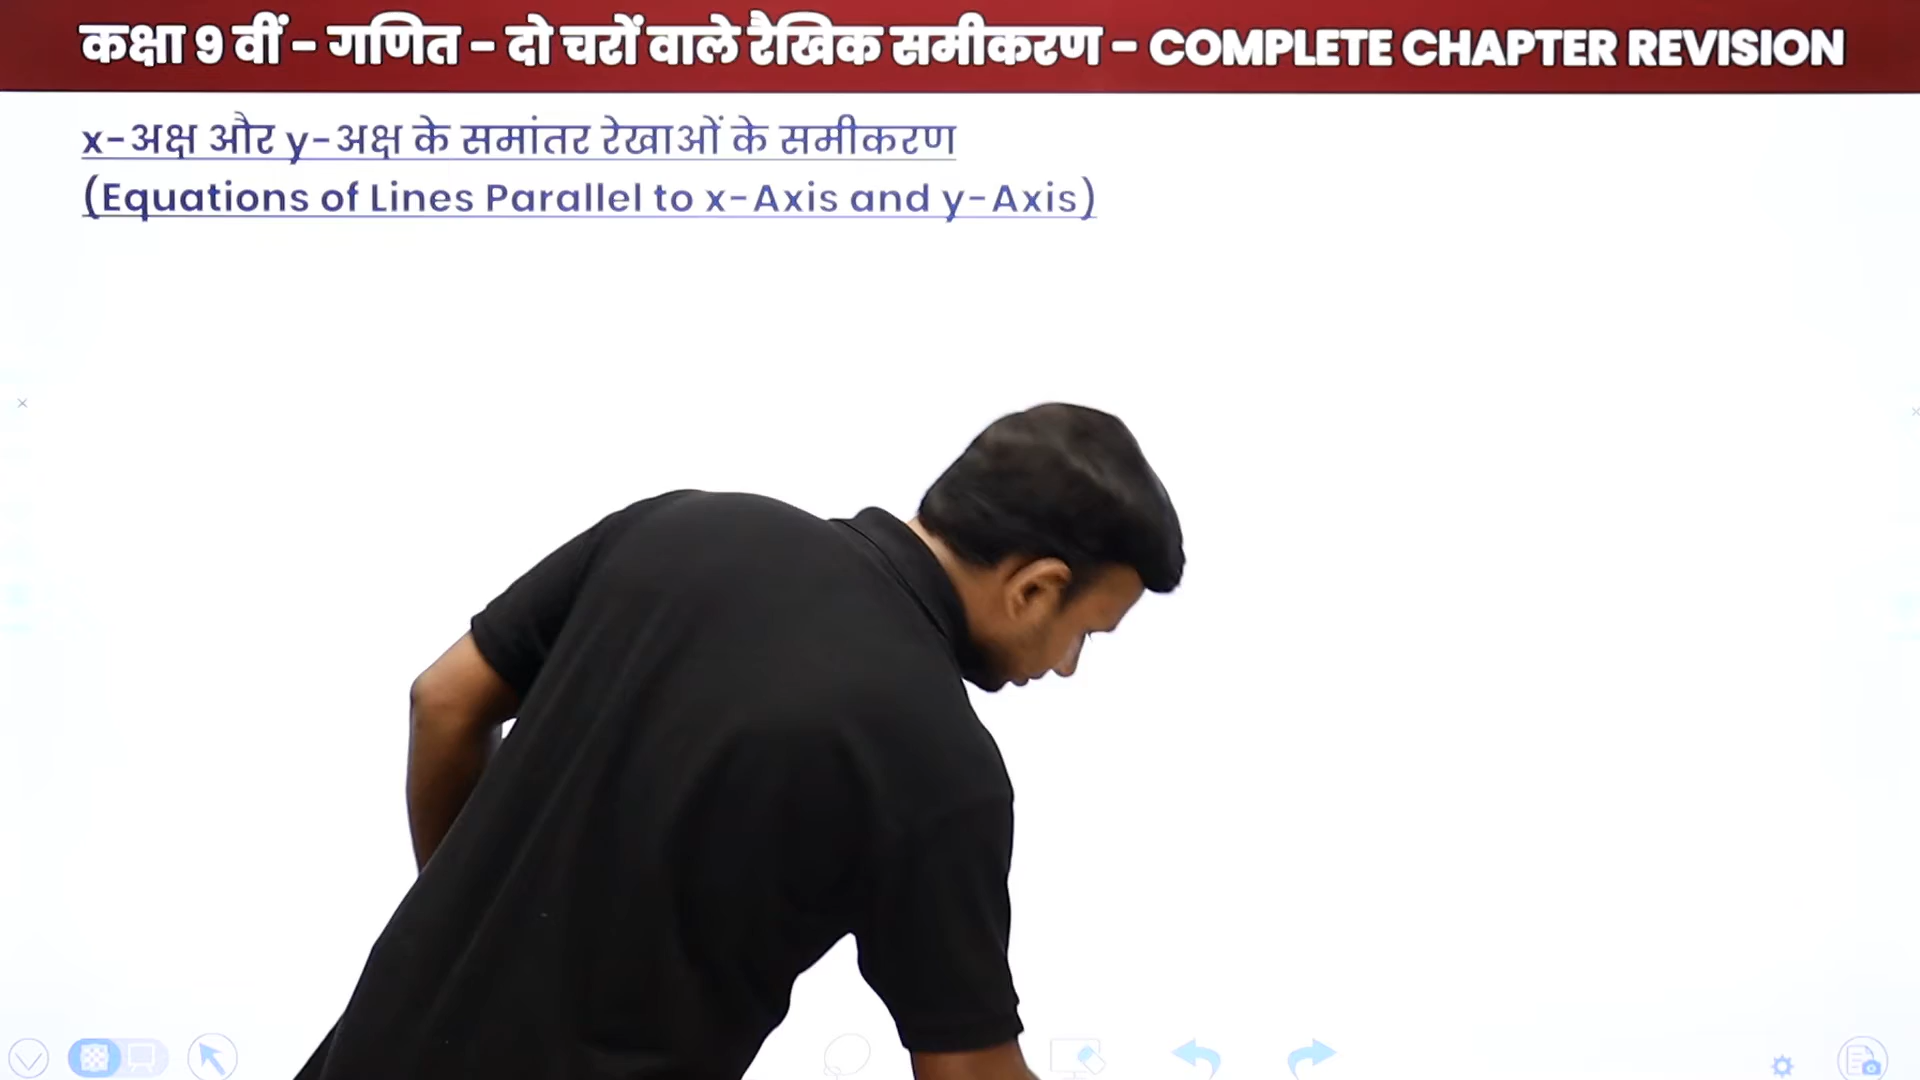 कक्षा 9 वीं - गणित - दो चरों वाले रैखिक समीकरण - COMPLETE CHAPTER REVISION
x-अक्ष और y-अक्ष के समांतर रेखाओं के समीकरण
(Equations of Lines Parallel to x-Axis and y-Axis)